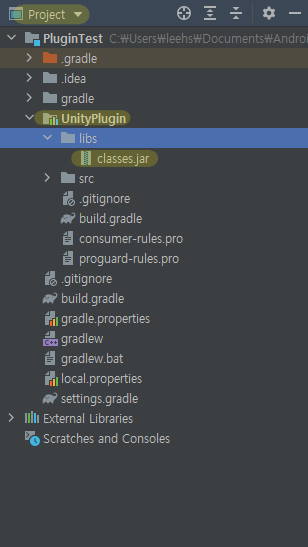 Project
PluginTest C:₩Users₩leehs₩Documents₩Androi
.gradle
.idea
gradle
UnityPlugin
libs
classes.jar
src
.gitignore
build.gradle
consumer-rules.pro
proguard-rules.pro
.gitignore
build.gradle
gradle.properties
gradlew
gradlew.bat
local.properties
settings.gradle
External Libraries
Scratches and Consoles